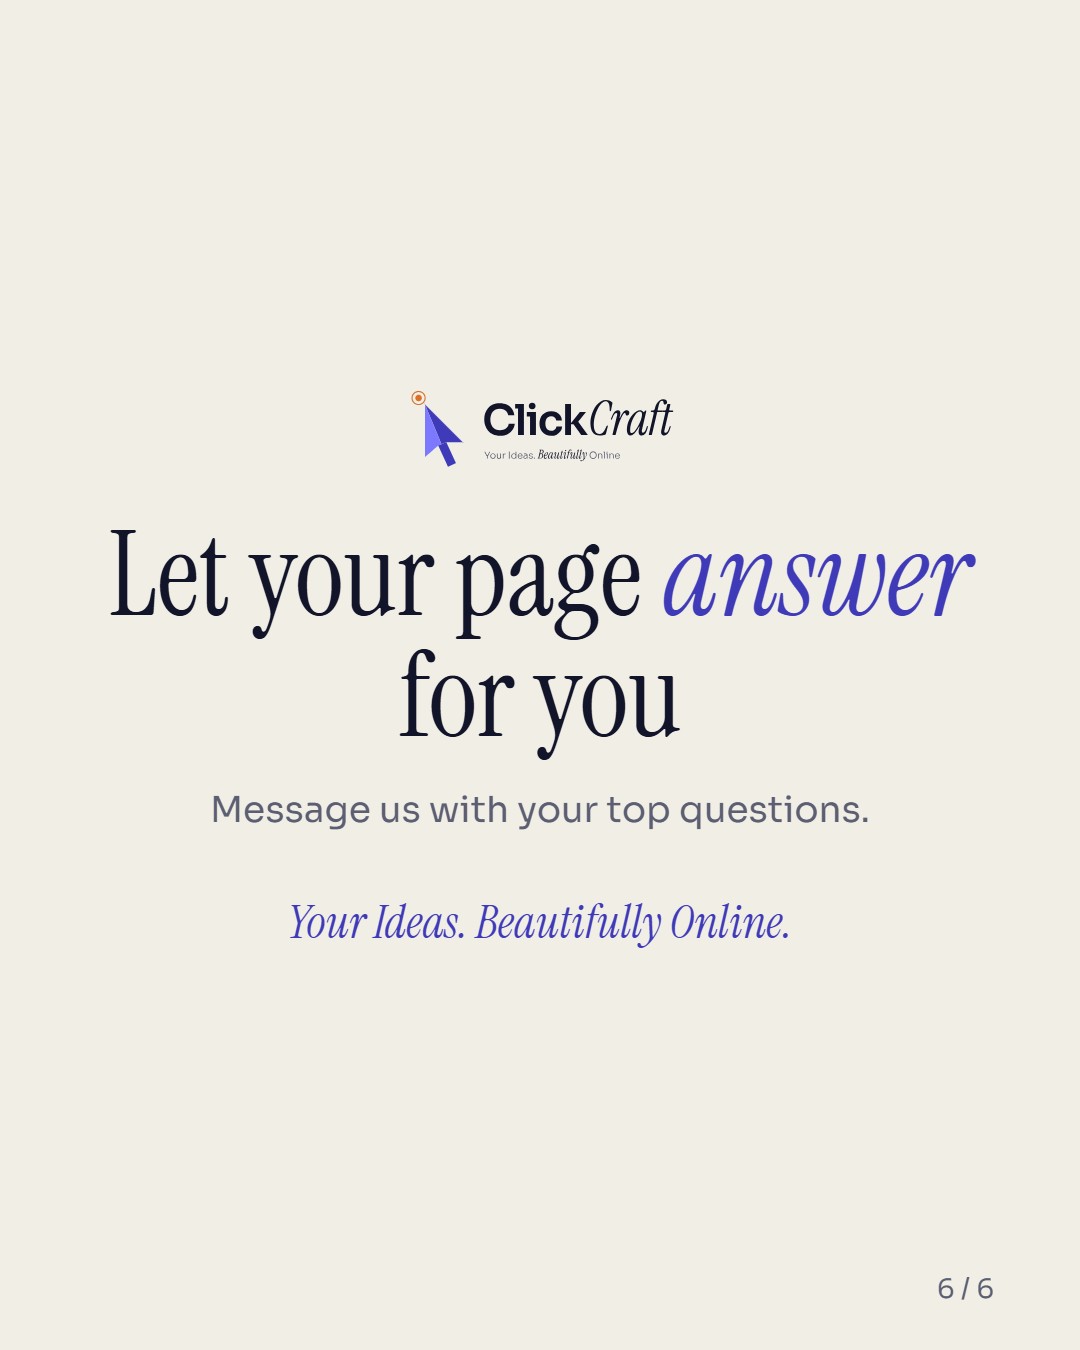 ClickCraft
Your Ideas. Beautifully Online
Let your page answer
for you
Message us with your top questions.
Your Ideas. Beautifully Online.
6 / 6